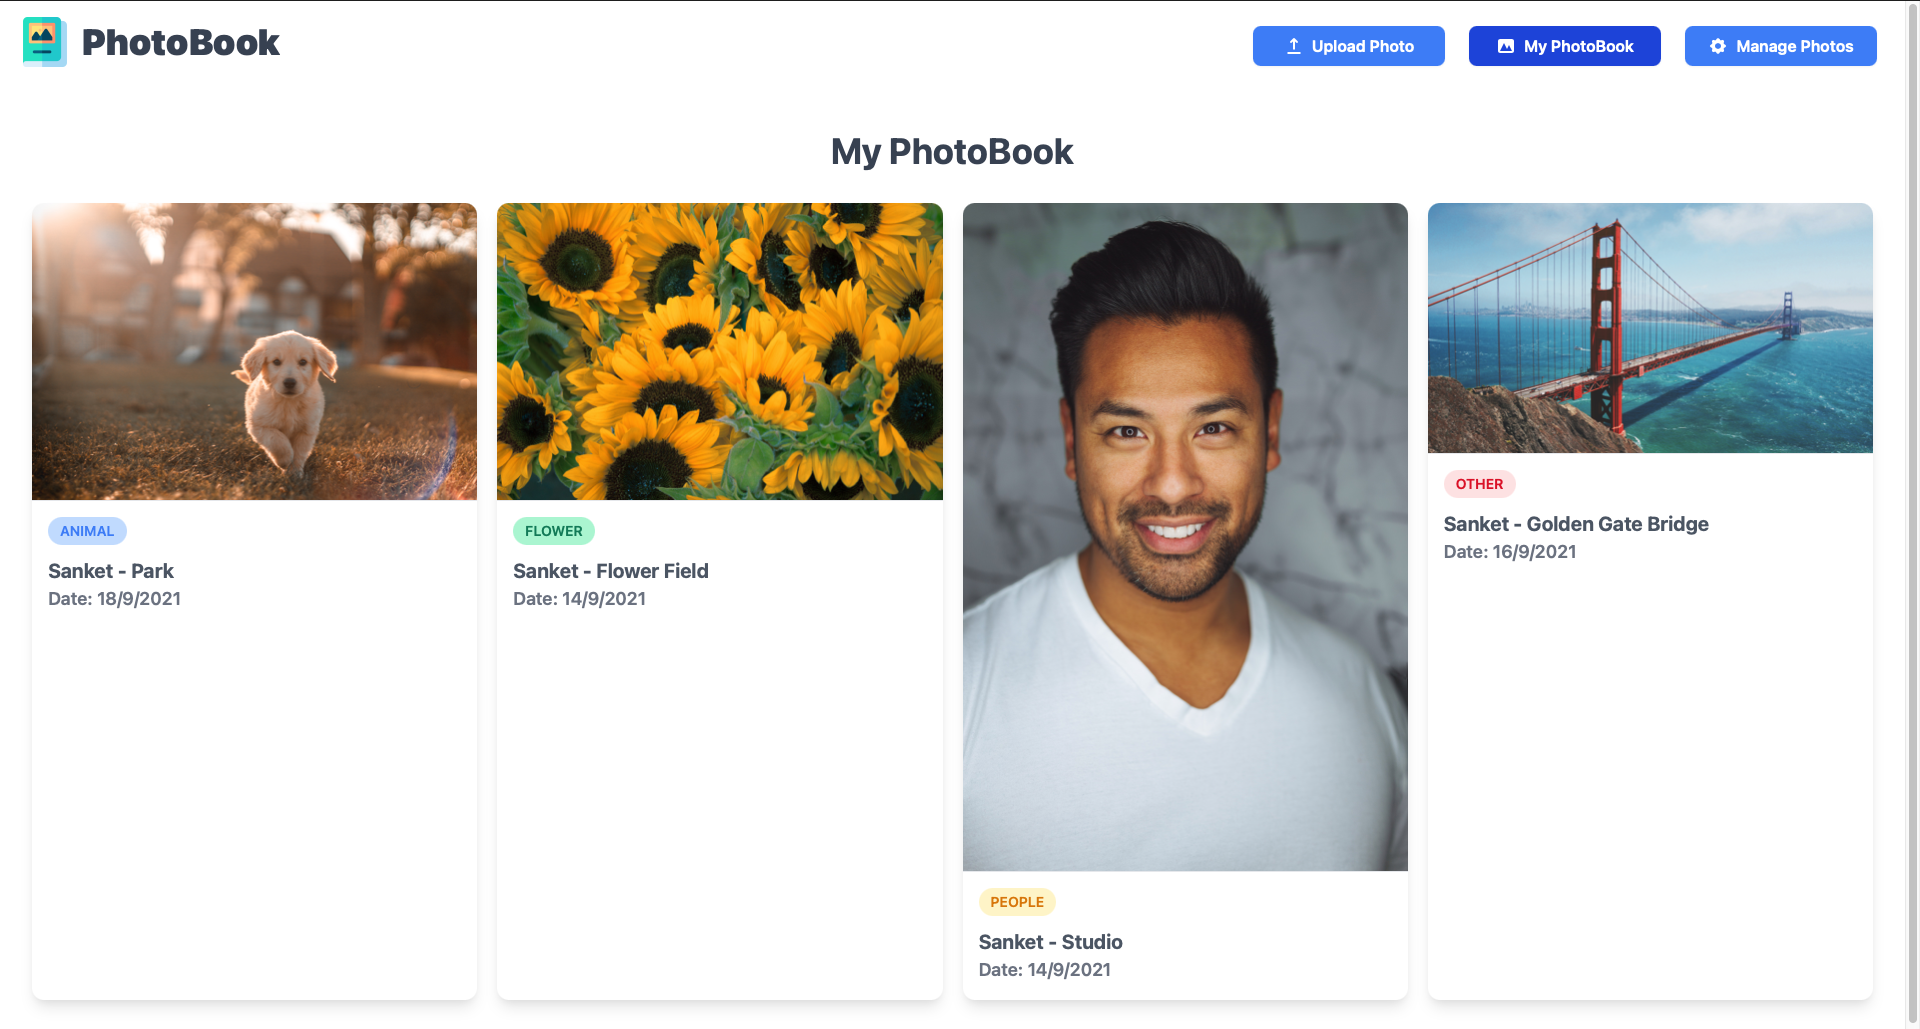 PhotoBook
Upload Photo
My PhotoBook
Manage Photos
My PhotoBook
ANIMAL
Sanket - Park
Date: 18/9/2021
FLOWER
Sanket - Flower Field
Date: 14/9/2021
PEOPLE
Sanket - Studio
Date: 14/9/2021
OTHER
Sanket - Golden Gate Bridge
Date: 16/9/2021